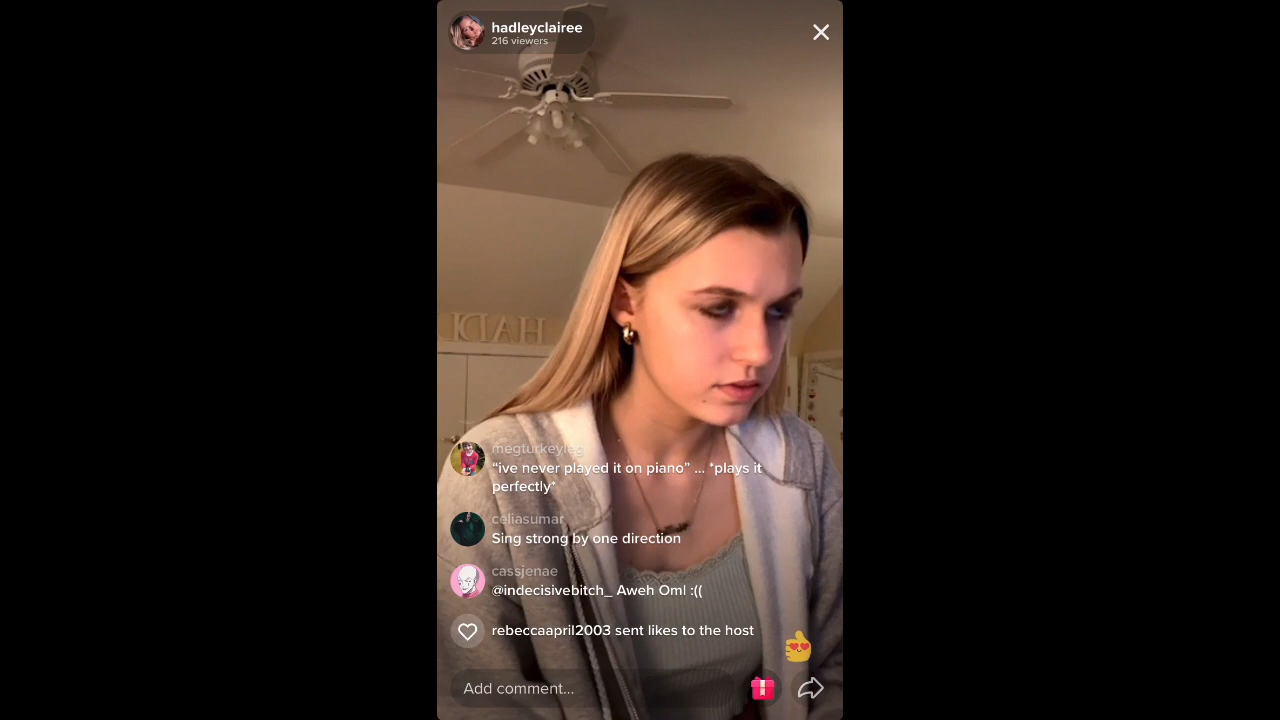 hadleyclairee
216 viewers
HADI
megturkeyleg
“ive never played it on piano” ... *plays it
perfectly*
celiasumar
Sing strong by one direction
cassjenae
@indecisivebitch_ Aweh Oml :((
rebeccaapril2003 sent likes to the host
Add comment...